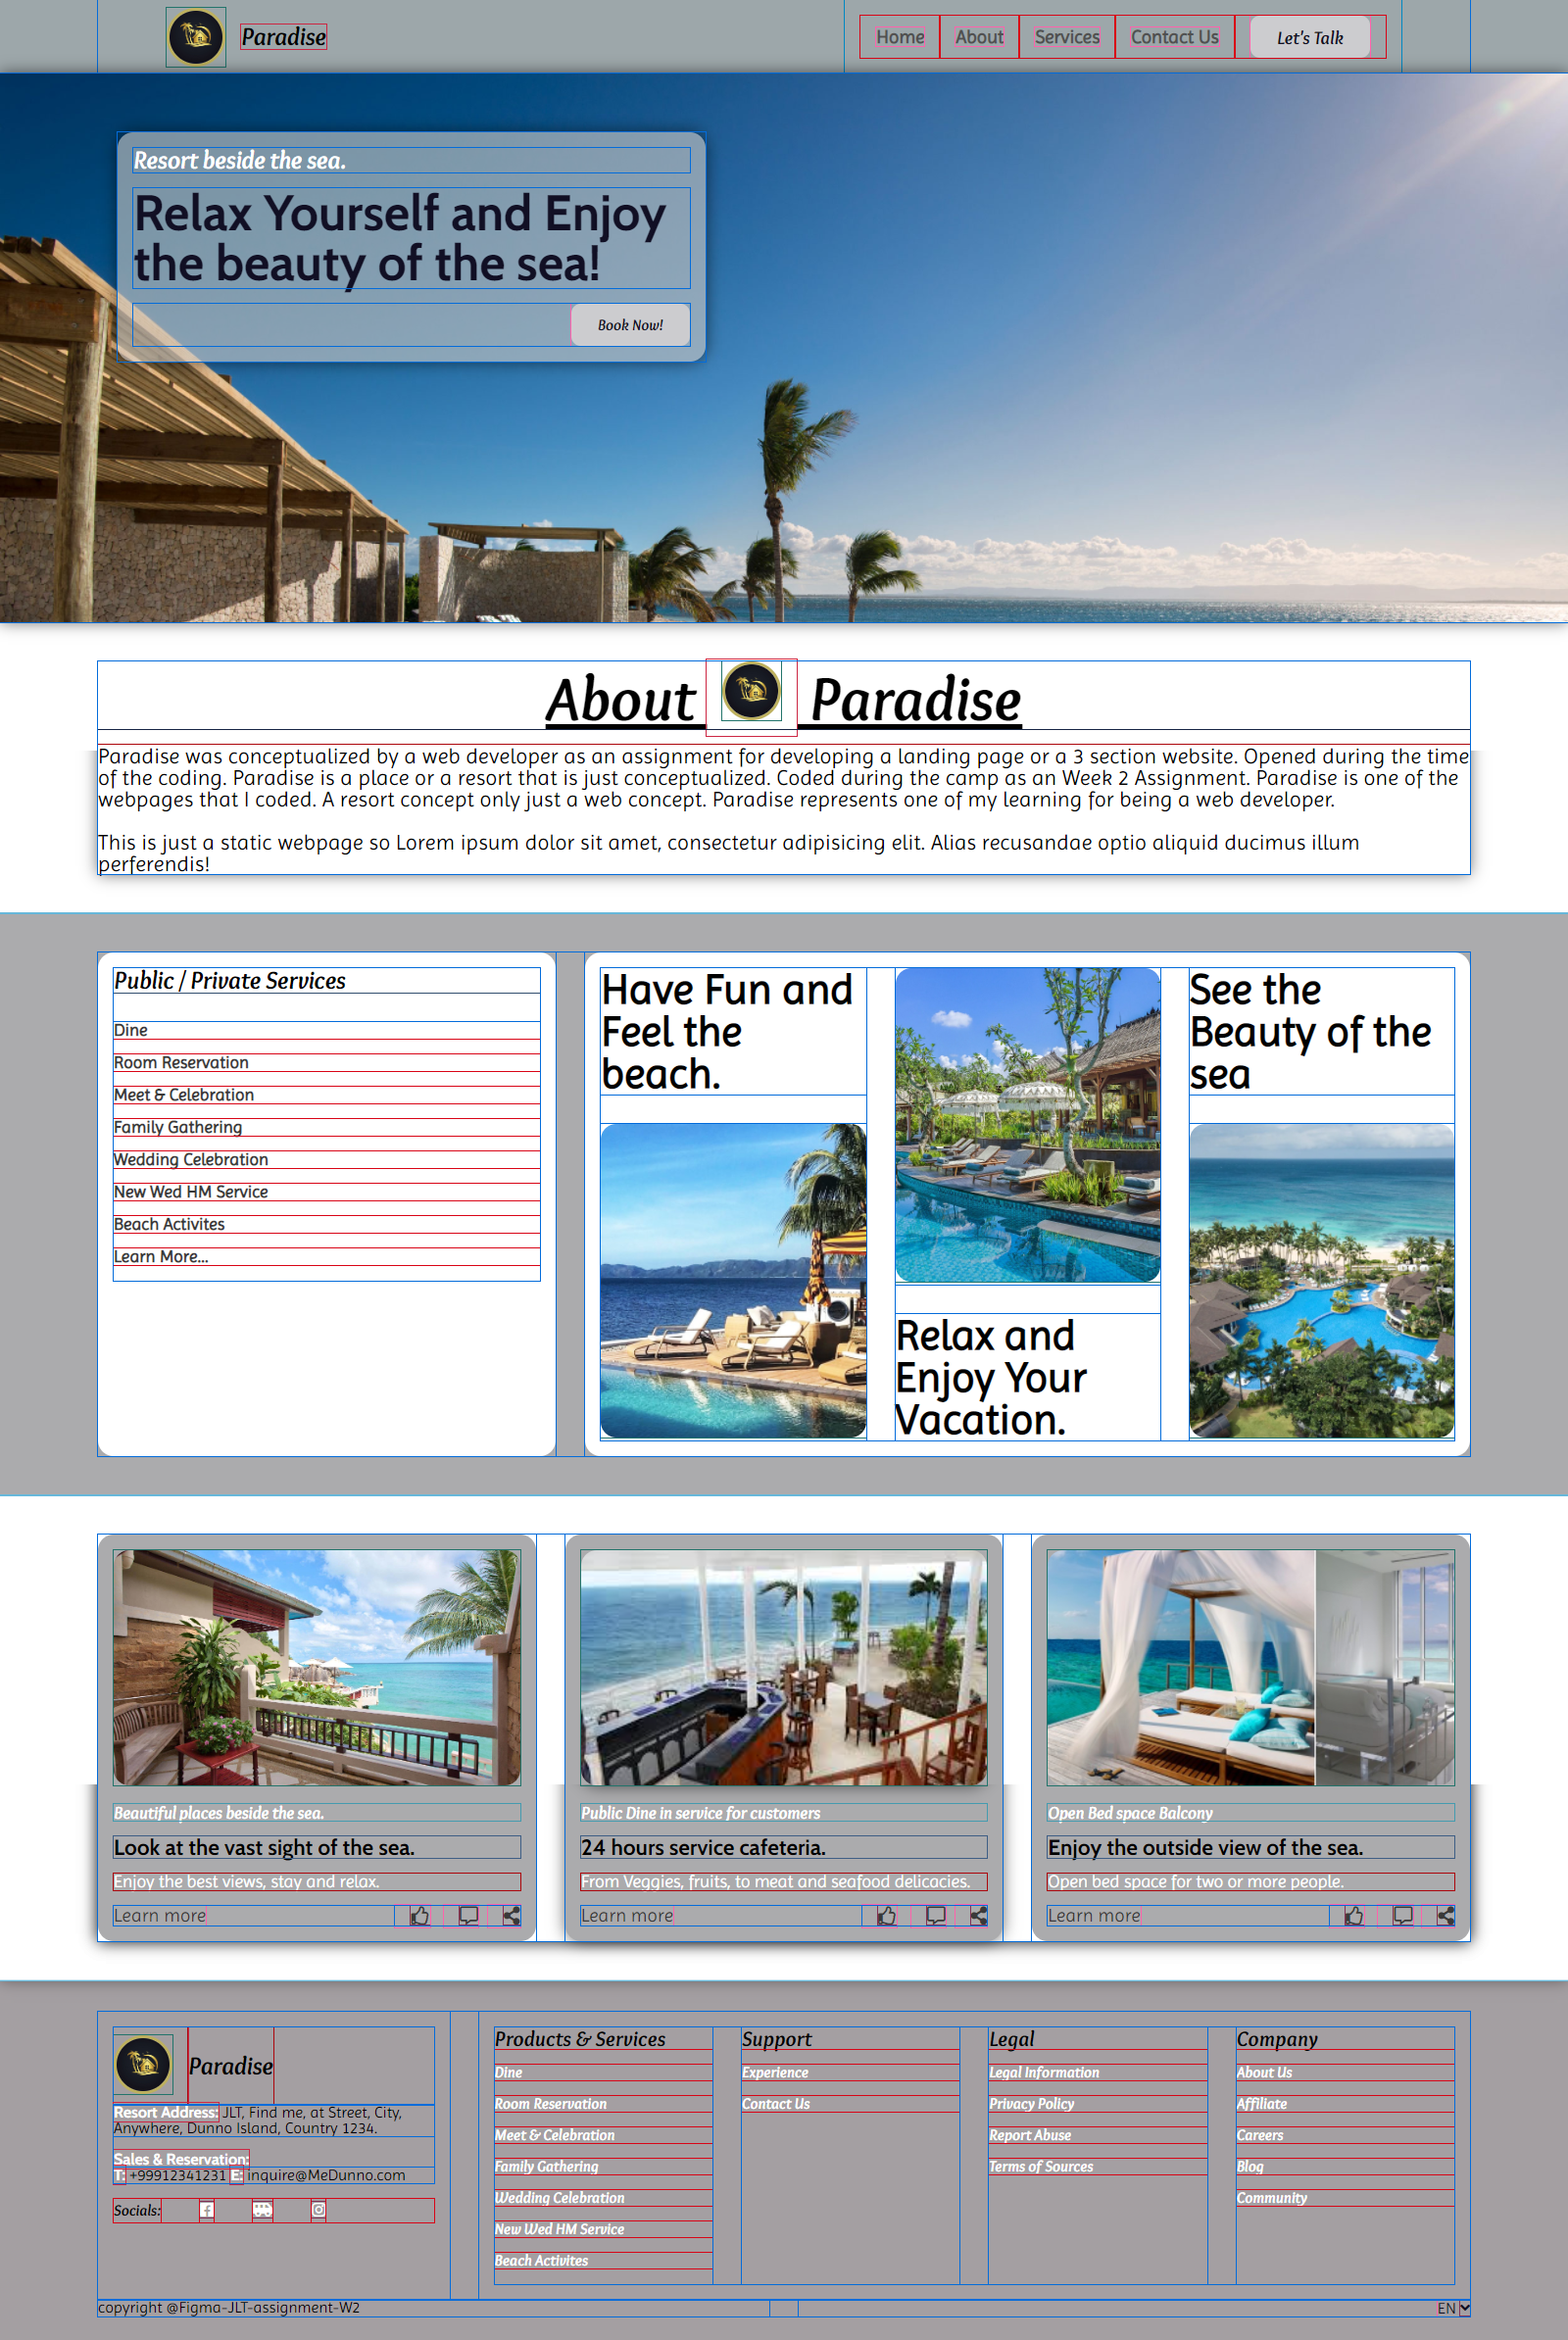 Paradise
Home About Services Contact Us Let's Talk
Resort beside the sea.
Relax Yourself and Enjoy
the beauty of the sea!
Book Now!
About Paradise
Paradise was conceptualized by a web developer as an assignment for developing a landing page or a 3 section website. Opened during the time
of the coding. Paradise is a place or a resort that is just conceptualized. Coded during the camp as an Week 2 Assignment. Paradise is one of the
webpages that I coded. A resort concept only just a web concept. Paradise represents one of my learning for being a web developer.
This is just a static webpage so Lorem ipsum dolor sit amet, consectetur adipisicing elit. Alias recusandae optio aliquid ducimus illum
perferendis!
Public / Private Services
Dine
Room Reservation
Meet & Celebration
Family Gathering
Wedding Celebration
New Wed HM Service
Beach Activites
Learn More...
Have Fun and
Feel the
beach.
Relax and
Enjoy Your
Vacation.
See the
Beauty of the
sea
Beautiful places beside the sea.
Look at the vast sight of the sea.
Enjoy the best views, stay and relax.
Learn more
Public Dine in service for customers
24 hours service cafeteria.
From Veggies, fruits, to meat and seafood delicacies.
Learn more
Open Bed space Balcony
Enjoy the outside view of the sea.
Open bed space for two or more people.
Learn more
Paradise
Resort Address: JLT, Find me, at Street, City,
Anywhere, Dunno Island, Country 1234.
Sales & Reservation:
T: +99912341231 E: inquire@MeDunno.com
Socials:
Products & Services
Dine
Room Reservation
Meet & Celebration
Family Gathering
Wedding Celebration
New Wed HM Service
Beach Activites
Support
Experience
Contact Us
Legal
Legal Information
Privacy Policy
Report Abuse
Terms of Sources
Company
About Us
Affiliate
Careers
Blog
Community
copyright @Figma-JLT-assignment-W2
EN